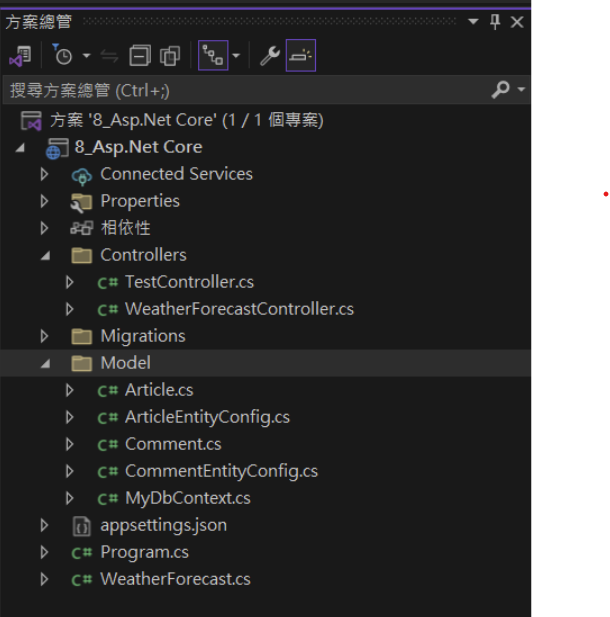 方案總管
搜尋方案總管 (Ctrl+;)
方案 '8_Asp.Net Core' (1 / 1 個專案)
8_Asp.Net Core
Connected Services
Properties
相依性
Controllers
C# TestController.cs
C# WeatherForecastController.cs
Migrations
Model
C# Article.cs
C# ArticleEntityConfig.cs
C# Comment.cs
C# CommentEntityConfig.cs
C# MyDbContext.cs
appsettings.json
C# Program.cs
C# WeatherForecast.cs